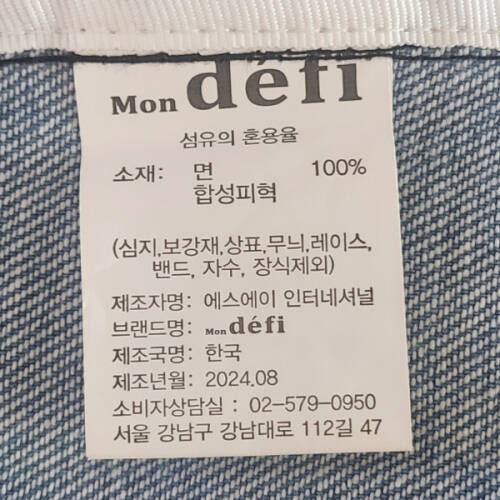 Mon défi
섬유의 혼용율
소재: 면 100%
합성피혁
(심지,보강재,상표,무늬,레이스,
밴드, 자수, 장식제외)
제조자명: 에스에이 인터네셔널
브랜드명: Mon défi
제조국명: 한국
제조년월: 2024.08
소비자상담실 : 02-579-0950
서울 강남구 강남대로 112길 47